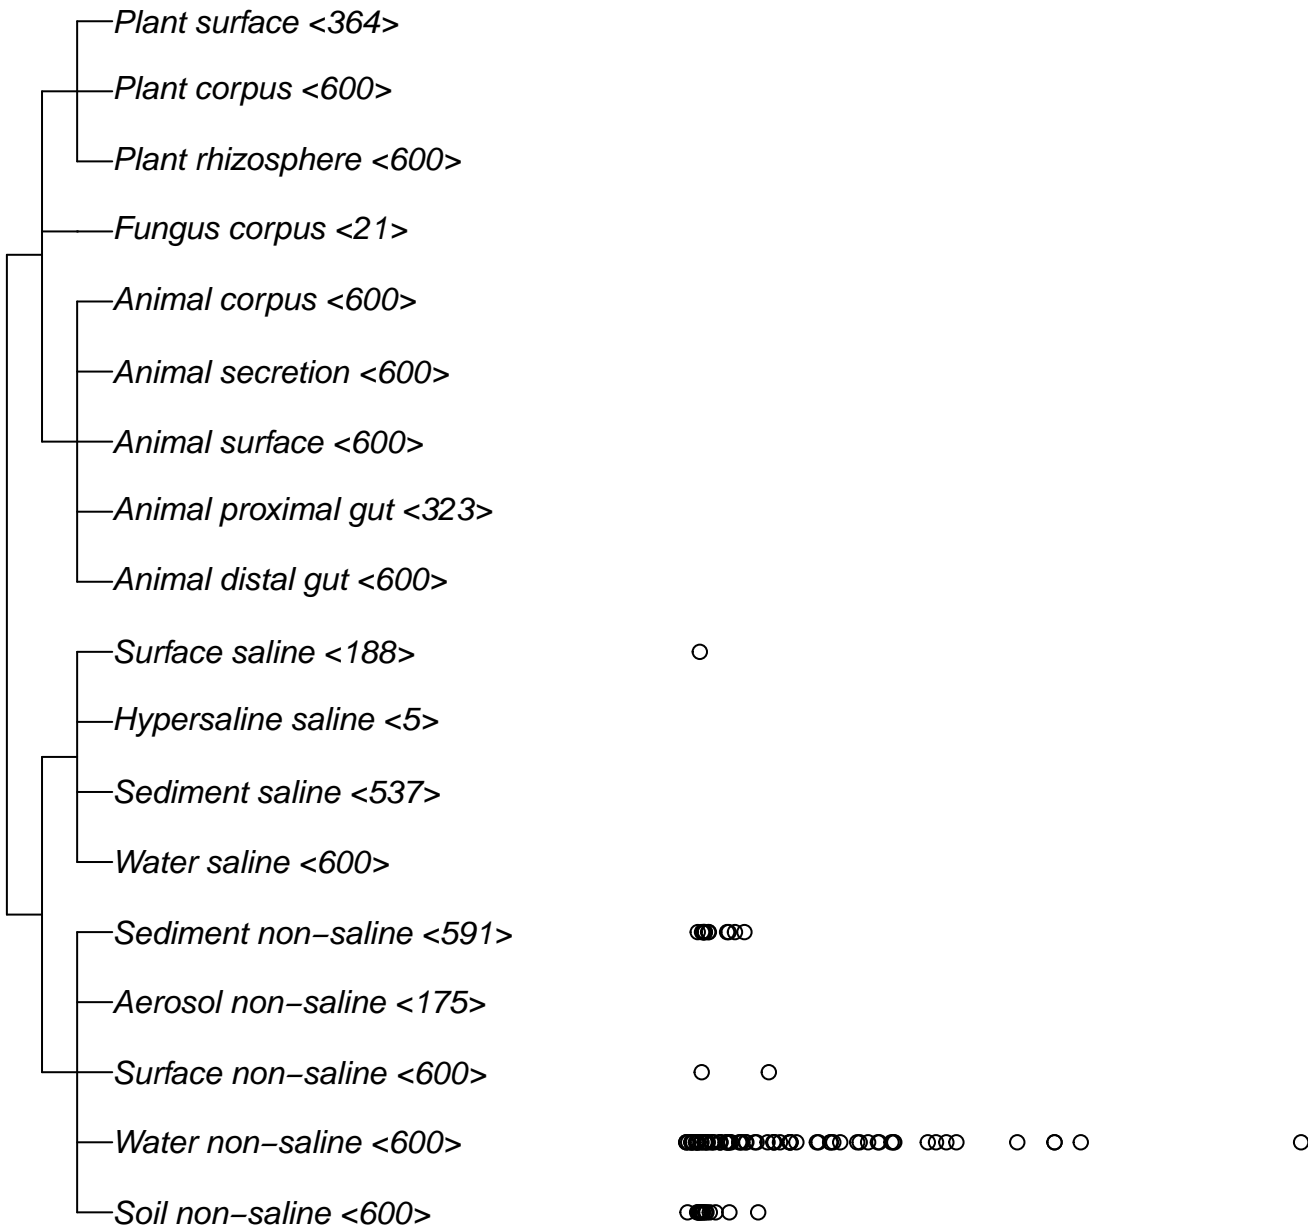 Plant surface <364>
Plant corpus <600>
Plant rhizosphere <600>
Fungus corpus <21>
Animal corpus <600>
Animal secretion <600>
Animal surface <600>
Animal proximal gut <323>
Animal distal gut <600>
Surface saline <188>
Hypersaline saline <5>
Sediment saline <537>
Water saline <600>
Sediment non−saline <591>
Aerosol non−saline <175>
Surface non−saline <600>
Water non−saline <600>
Soil non−saline <600>